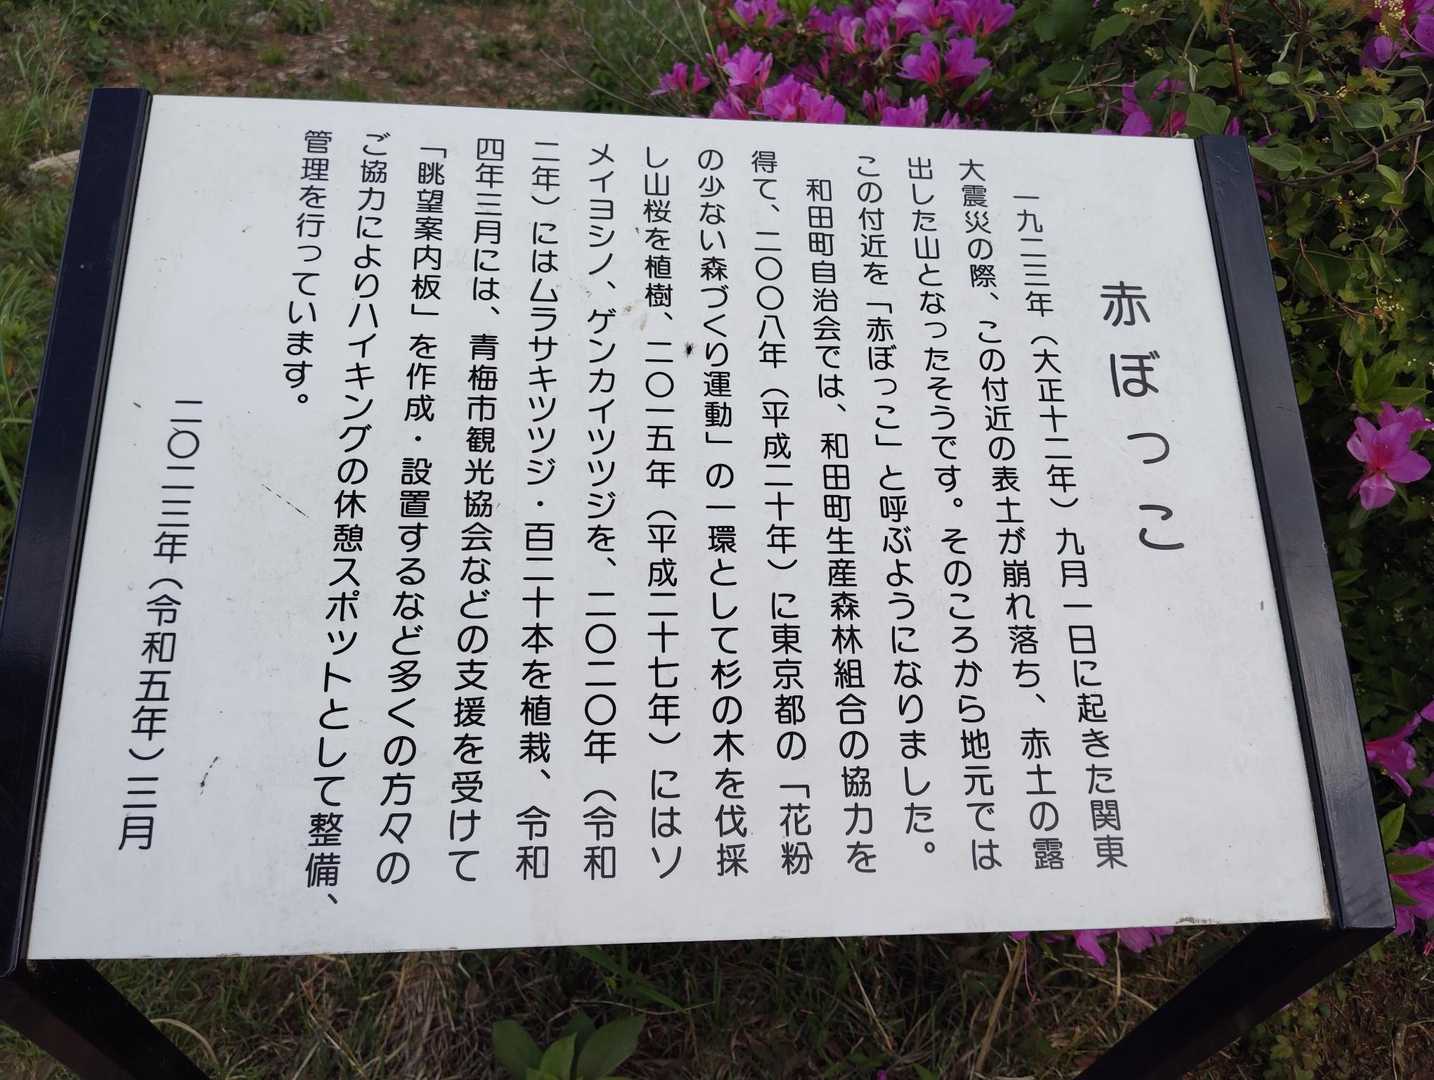 赤ぼっこ
一九二三年（大正十二年）九月一日に起きた関東
大震災の際、この付近の表土が崩れ落ち、赤土の露
出した山となったそうです。そのころから地元では
この付近を「赤ぼっこ」と呼ぶようになりました。
和田町自治会では、和田町生産森林組合の協力を
得て、二〇〇八年（平成二十年）に東京都の「花粉
の少ない森づくり運動」の一環として杉の木を伐採
し山桜を植樹、二〇一五年（平成二十七年）にはソ
メイヨシノ、ゲンカイツツジを、二〇二〇年（令和
二年）にはムラサキツツジ・百二十本を植栽、令和
四年三月には、青梅市観光協会などの支援を受けて
「眺望案内板」を作成・設置するなど多くの方々の
ご協力によりハイキングの休憩スポットとして整備、
管理を行っています。
二〇二三年（令和五年）三月